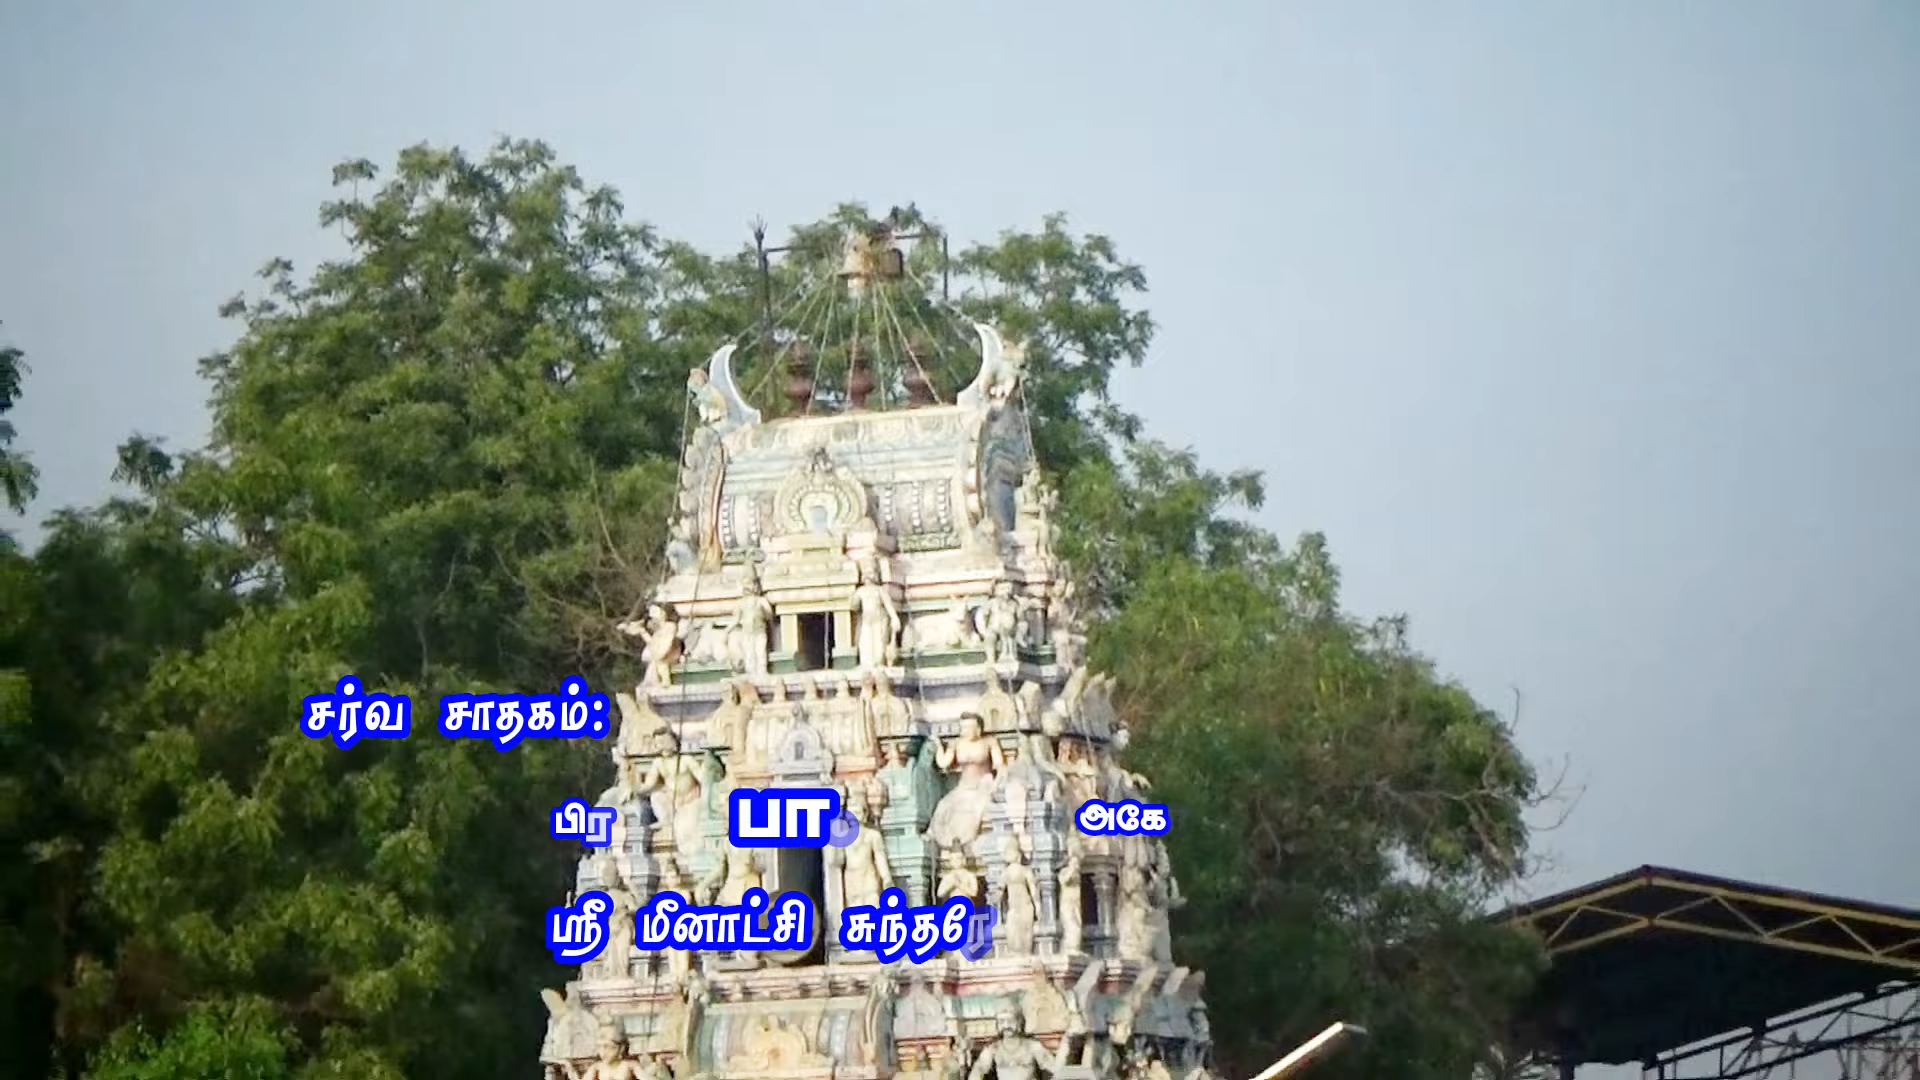 சர்வ சாதகம்:
பிர பா அகே
ஸ்ரீ மீனாட்சி சுந்தரே